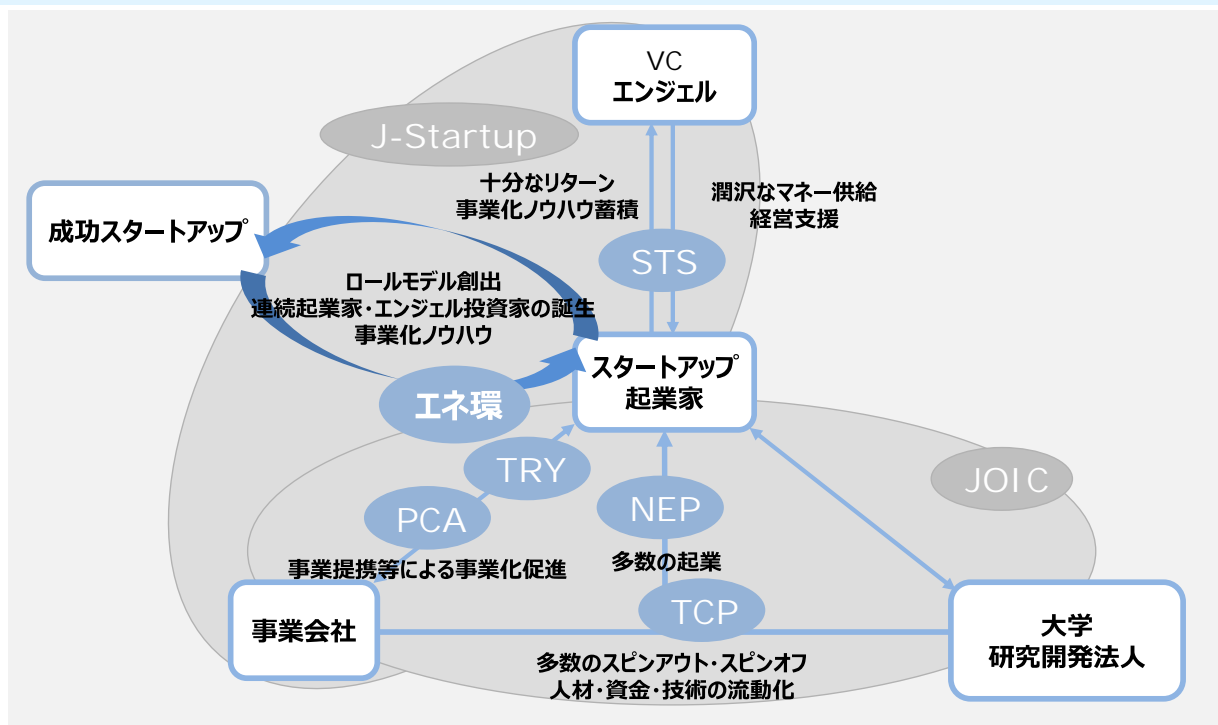 VC
エンジェル
J-Startup
十分なリターン
事業化ノウハウ蓄積
潤沢なマネー供給
経営支援
成功スタートアップ
STS
ロールモデル創出
連続起業家・エンジェル投資家の誕生
事業化ノウハウ
スタートアップ
起業家
エネ環
TRY
JOIC
PCA
NEP
事業提携等による事業化促進
多数の起業
TCP
事業会社
大学
研究開発法人
多数のスピンアウト・スピンオフ
人材・資金・技術の流動化